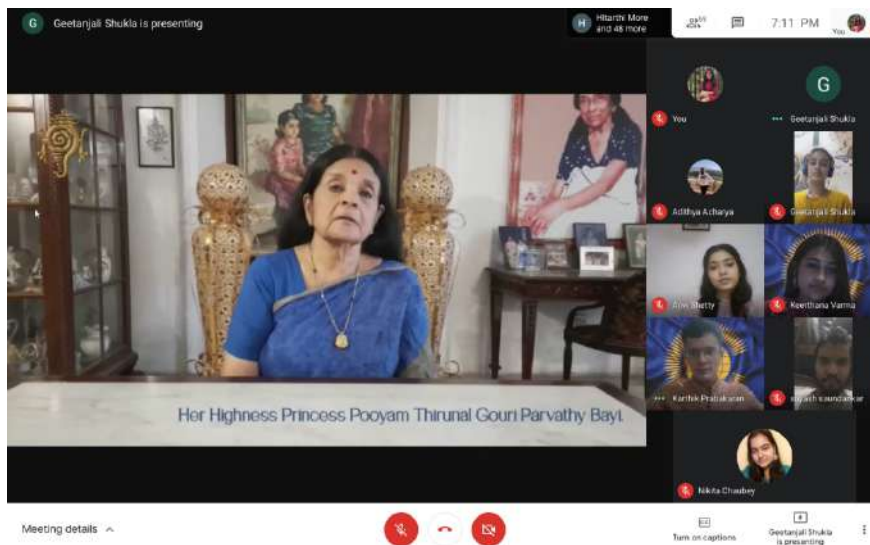 G Geetanjali Shukla is presenting
H Hitarthi More
and 48 more
7:11 PM
You
G
You
Geetanjali Shukla
Adithya Acharya
Geetanjali Shukla
Shetty
Keerthana Varma
Karthik Prabakaran
Nikita Chaubey
Her Highness Princess Pooyam Thirunal Gouri Parvathy Bayi.
Meeting details
Turn on captions
Geetanjali Shukla
is presenting